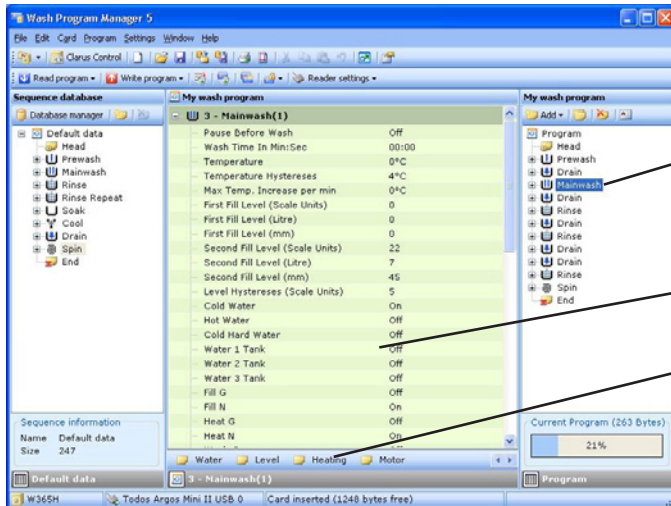 Wash Program Manager 5
File Edit Card Program Settings Window Help
Clarus Control
Read program Write program Reader settings
Sequence database
Database manager
Default data
Head
Prewash
Mainwash
Rinse
Rinse Repeat
Soak
Cool
Drain
Spin
End
Sequence information
Name Default data
Size 247
Default data
My wash program
3 - Mainwash(1)
Pause Before Wash Off
Wash Time In Min:Sec 00:00
Temperature 0°C
Temperature Hystereses 4°C
Max Temp. Increase per min 0°C
First Fill Level (Scale Units) 0
First Fill Level (Litre) 0
First Fill Level (mm) 0
Second Fill Level (Scale Units) 22
Second Fill Level (Litre) 7
Second Fill Level (mm) 45
Level Hystereses (Scale Units) 5
Cold Water On
Hot Water Off
Cold Hard Water Off
Water 1 Tank Off
Water 2 Tank Off
Water 3 Tank Off
Fill G Off
Fill N On
Heat G Off
Heat N On
Water Level Heating Motor
3 - Mainwash(1)
My wash program
Add
Program
Head
Prewash
Drain
Mainwash
Drain
Rinse
Drain
Rinse
Drain
Drain
Rinse
Spin
End
Current Program (263 Bytes)
21%
Program
W365H Todos Argos Mini II USB 0 Card inserted (1248 bytes free)